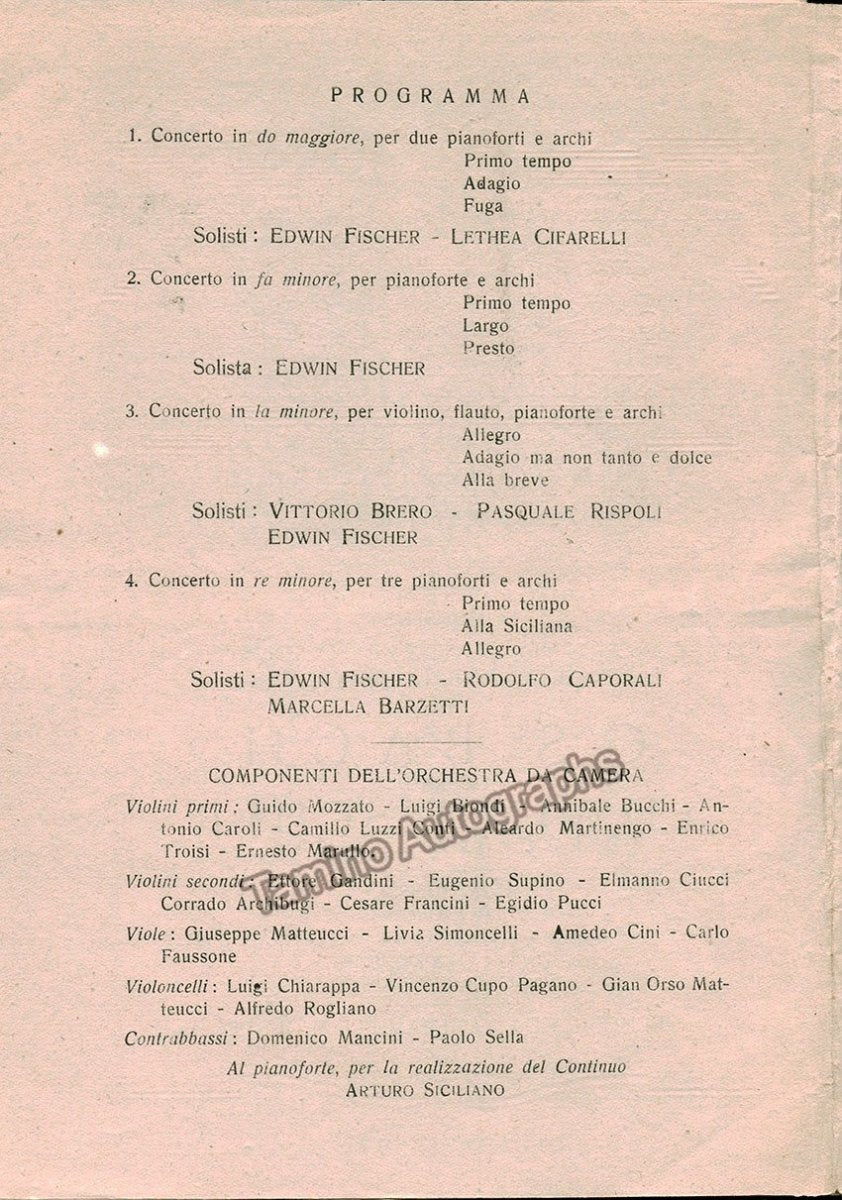 PROGRAMMA
1. Concerto in do maggiore, per due pianoforti e archi
Primo tempo
Adagio
Fuga
Solisti : EDWIN FISCHER - LETHEA CIFARELLI
2. Concerto in fa minore, per pianoforte e archi
Primo tempo
Largo
Presto
Solista : EDWIN FISCHER
3. Concerto in la minore, per violino, flauto, pianoforte e archi
Allegro
Adagio ma non tanto e dolce
Alla breve
Solisti : VITTORIO BRERO - PASQUALE RISPOLI
EDWIN FISCHER
4. Concerto in re minore, per tre pianoforti e archi
Primo tempo
Alla Siciliana
Allegro
Solisti : EDWIN FISCHER - RODOLFO CAPORALI
MARCELLA BARZETTI
COMPONENTI DELL'ORCHESTRA DA CAMERA
Violini primi : Guido Mozzato - Luigi Biondi - Annibale Bucchi - An-
tonio Caroli - Camillo Luzzi Conti - Aleardo Martinengo - Enrico
Troisi - Ernesto Marullo.
Violini secondi : Ettore Gandini - Eugenio Supino - Elmanno Ciucci
Corrado Archibugi - Cesare Francini - Egidio Pucci
Viole : Giuseppe Matteucci - Livia Simoncelli - Amedeo Cini - Carlo
Faussone
Violoncelli : Luigi Chiarappa - Vincenzo Cupo Pagano - Gian Orso Mat-
teucci - Alfredo Rogliano
Contrabbassi : Domenico Mancini - Paolo Sella
Al pianoforte, per la realizzazione del Continuo
ARTURO SICILIANO
Tamino Autographs